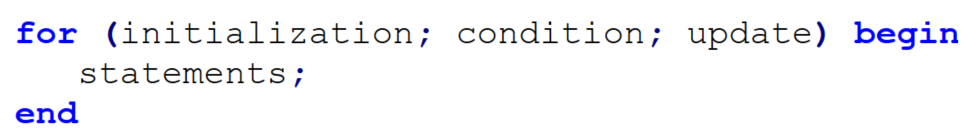 for (initialization; condition; update) begin
statements;
end